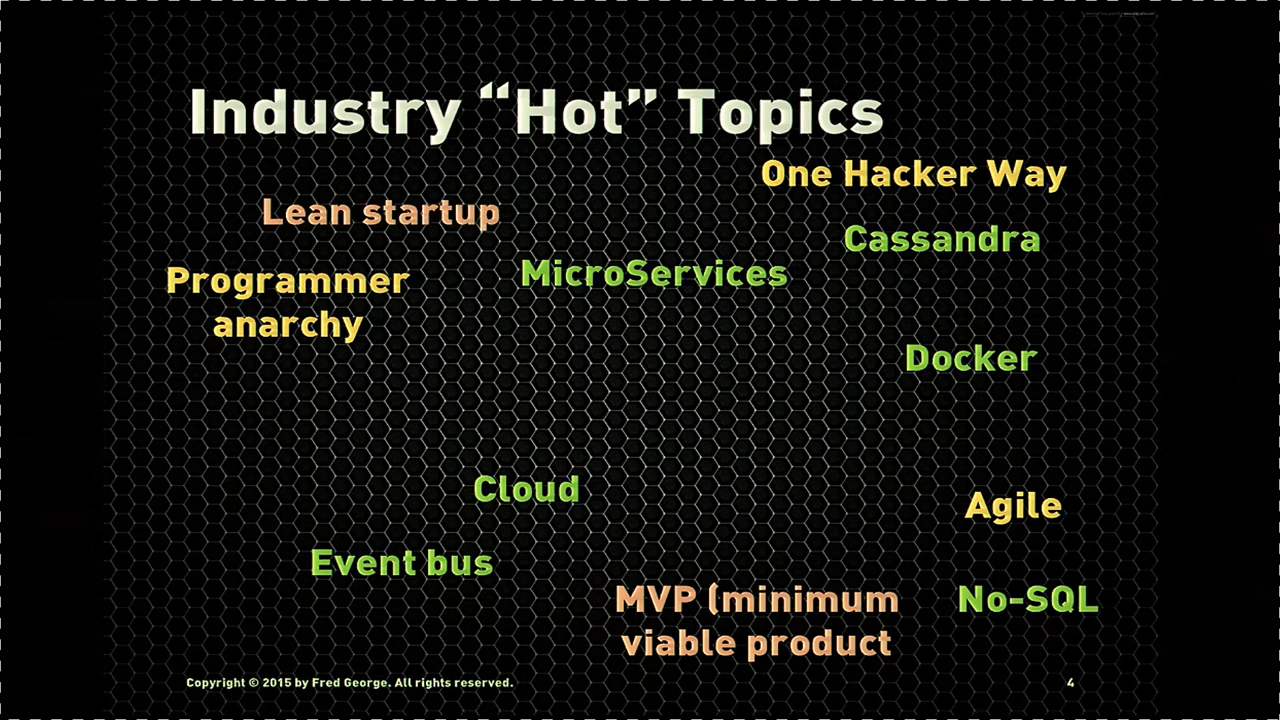 Industry “Hot” Topics
One Hacker Way
Lean startup
Cassandra
MicroServices
Programmer
anarchy
Docker
Cloud
Agile
Event bus
MVP (minimum
viable product
No-SQL
Copyright © 2015 by Fred George. All rights reserved.
4